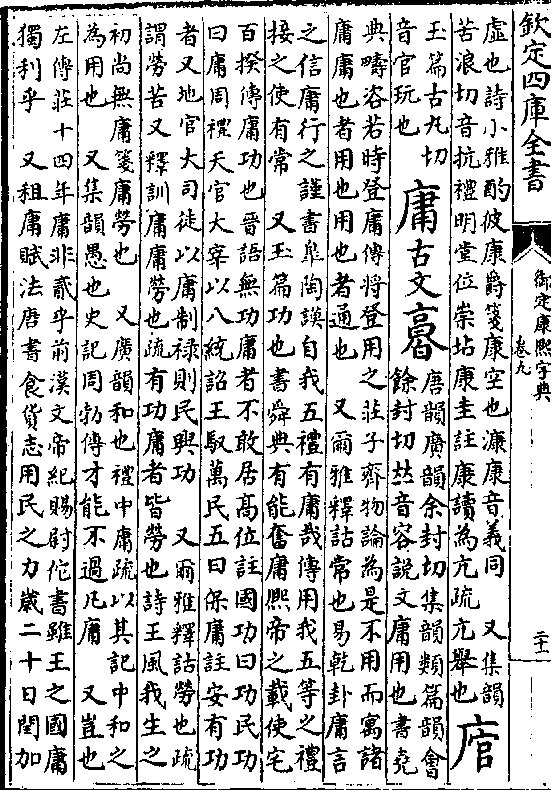 欽定四庫全書
御定康熙字典
卷九
二十一
虛也詩小雅酌彼康爵箋康空也濂康音義同　又集韻
苦浪切音抗禮明堂位崇坫康圭註康讀為亢疏亢舉也　㡾
玉篇古丸切
音官玩也　庸古文𩫏　唐韻廣韻余封切集韻類篇韻會
餘封切𠀤音容說文庸用也書堯
典疇咨若時登庸傳將登用之莊子齊物論為是不用而寓諸
庸庸也者用也用也者通也　又爾雅釋詁常也易乾卦庸言
之信庸行之謹書臯陶謨自我五禮有庸哉傳用我五等之禮
接之使有常　又玉篇功也書舜典有能奮庸熙帝之載使宅
百揆傳庸功也晉語無功庸者不敢居高位註國功曰功民功
曰庸周禮天官大宰以八統詔王馭萬民五曰保庸註安有功
者又地官大司徒以庸制祿則民興功　又爾雅釋詁勞也疏
謂勞苦又釋訓庸庸勞也疏有功庸者皆勞也詩王風我生之
初尚無庸箋庸勞也　又廣韻和也禮中庸疏以其記中和之
為用也　又集韻愚也史記周勃傳才能不過凡庸　又豈也
左傳莊十四年庸非貳乎前漢文帝紀賜尉佗書雖王之國庸
獨利乎　又租庸賦法唐書食貨志用民之力歲二十日閏加